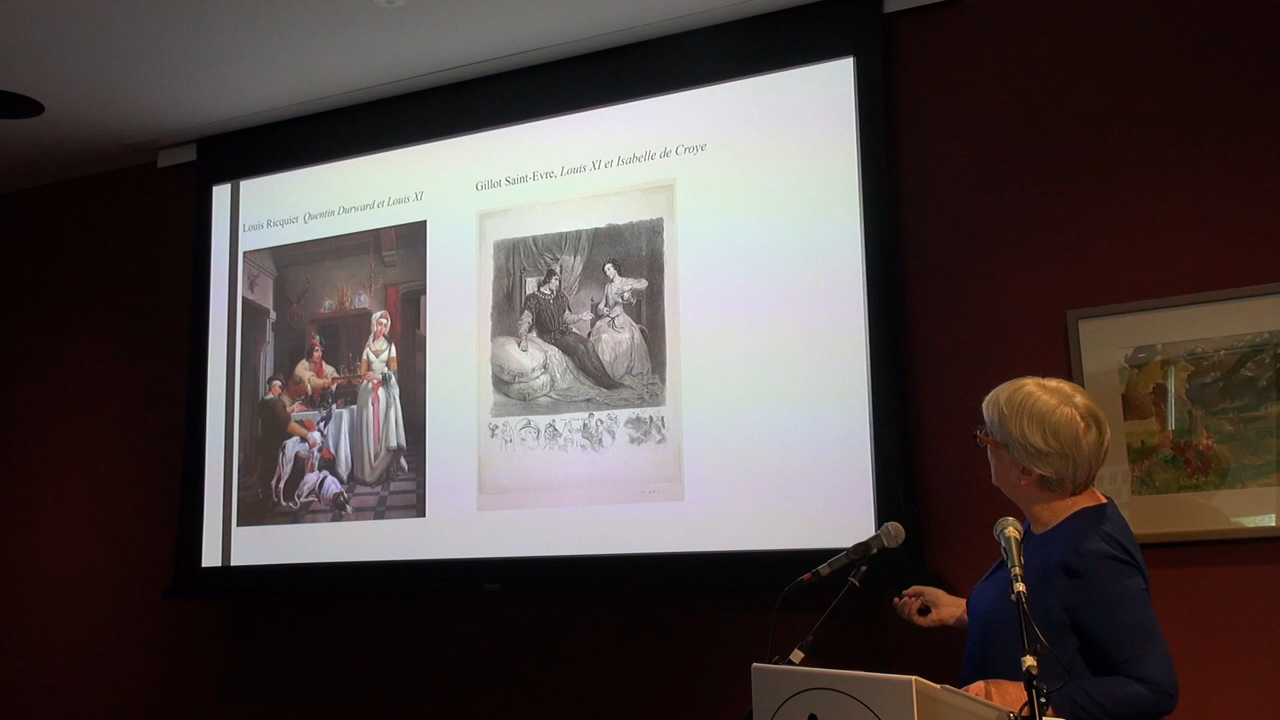 Louis Ricquier Quentin Durward et Louis XI
Gillot Saint-Evre, Louis XI et Isabelle de Croye